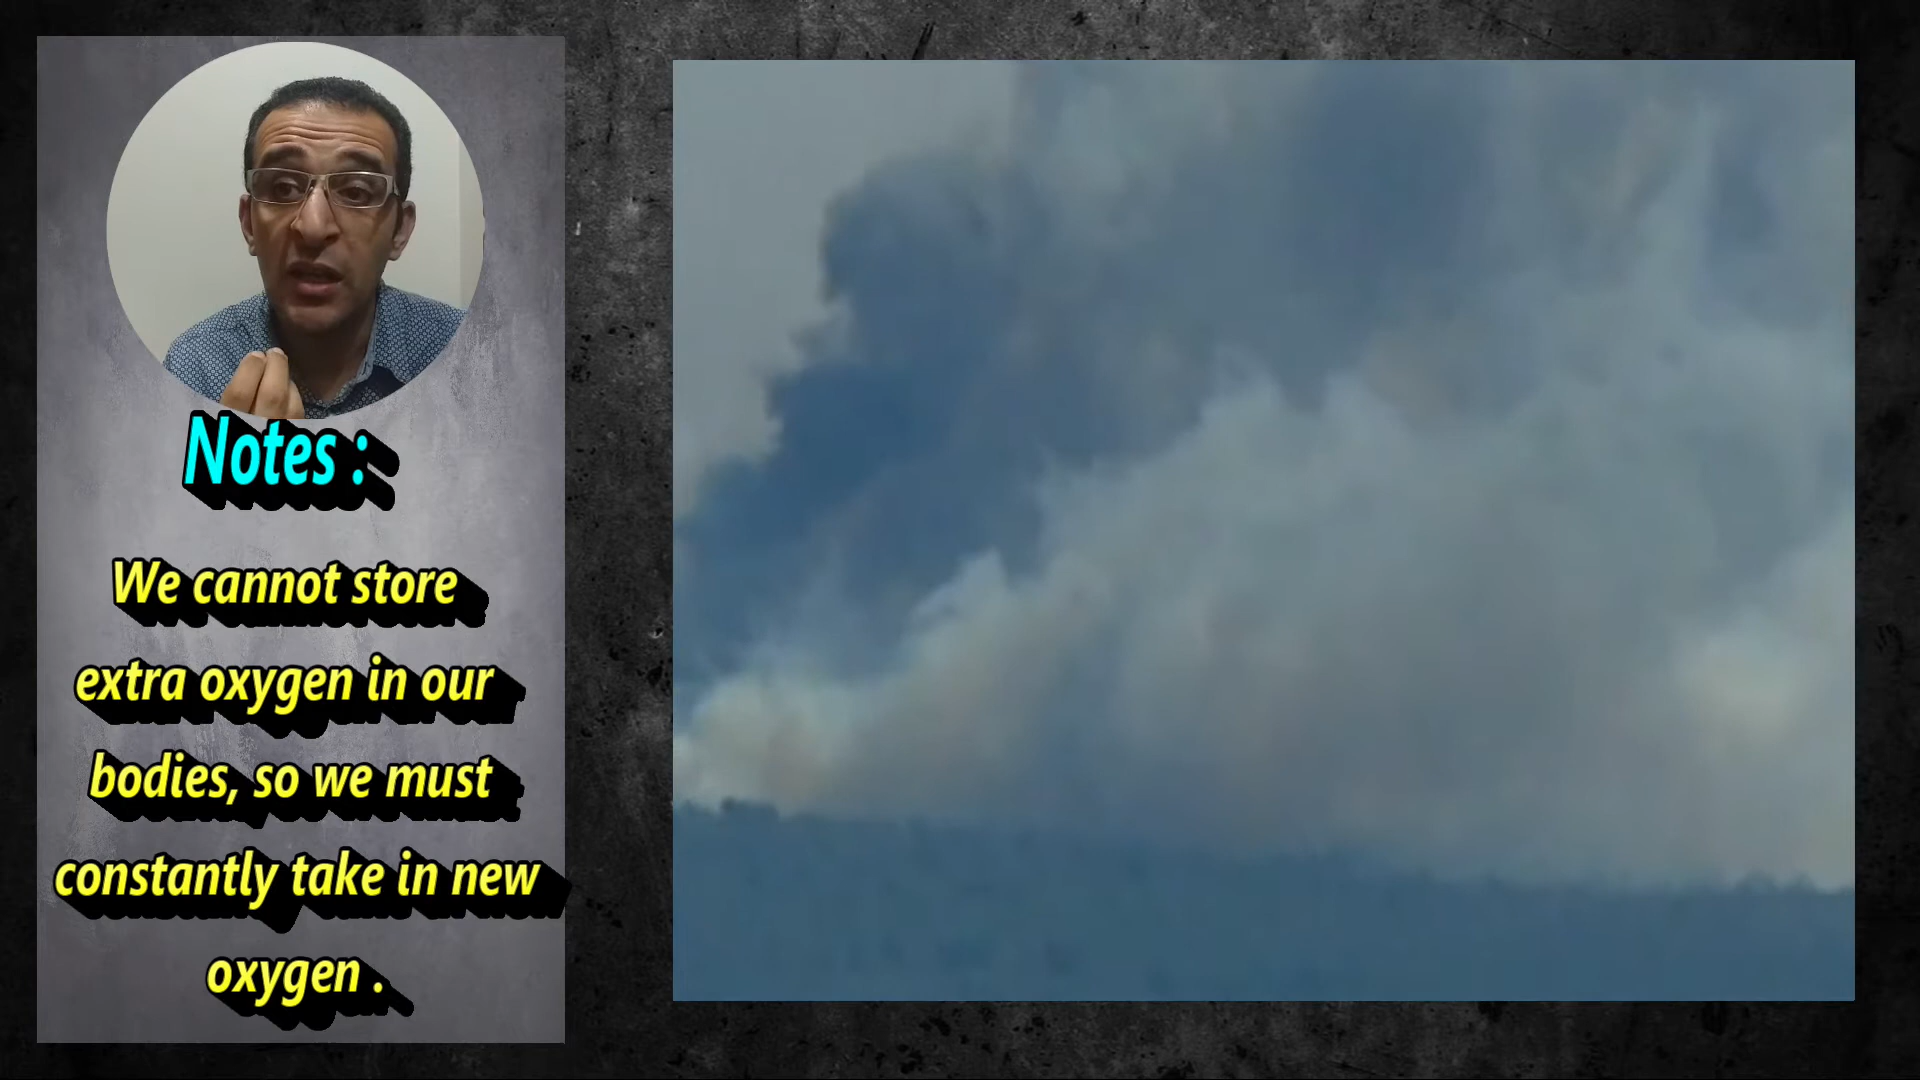 Notes :
We cannot store
extra oxygen in our
bodies, so we must
constantly take in new
oxygen .